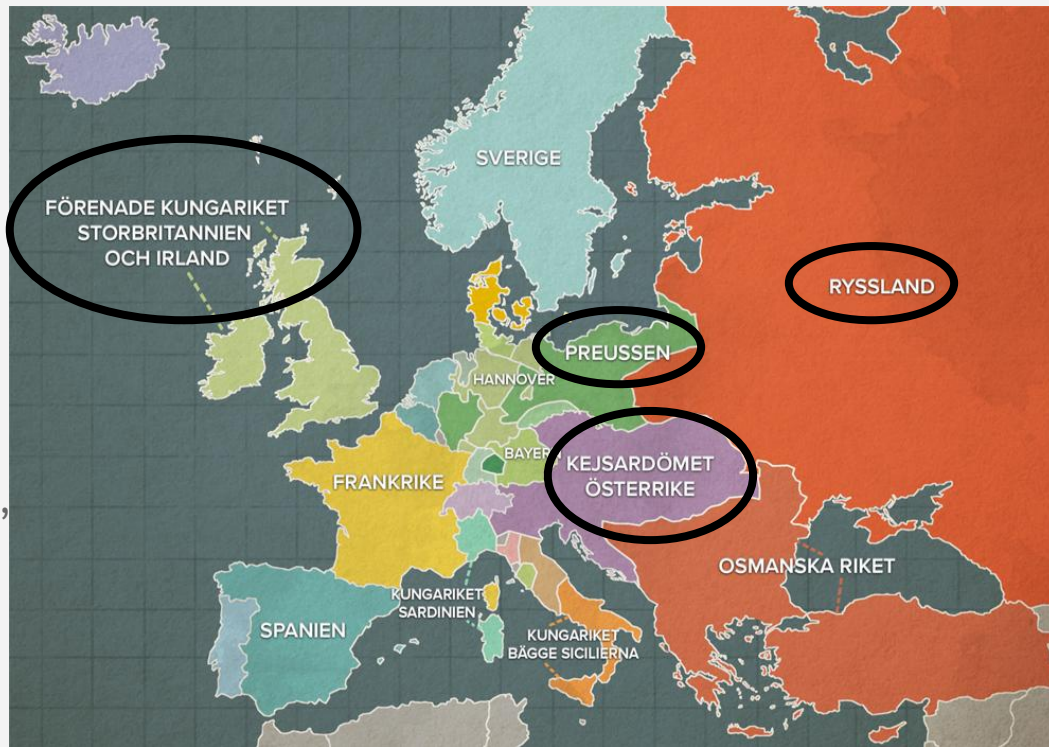 SVERIGE
FÖRENADE KUNGARIKET
STORBRITANNIEN
OCH IRLAND
RYSSLAND
PREUSSEN
HANNOVER
BAYERN
KEJSARDÖMET
ÖSTERRIKE
FRANKRIKE
,
OSMANSKA RIKET
KUNGARIKET
SARDINIEN
SPANIEN
KUNGARIKET
BÄGGE SICILIERNA